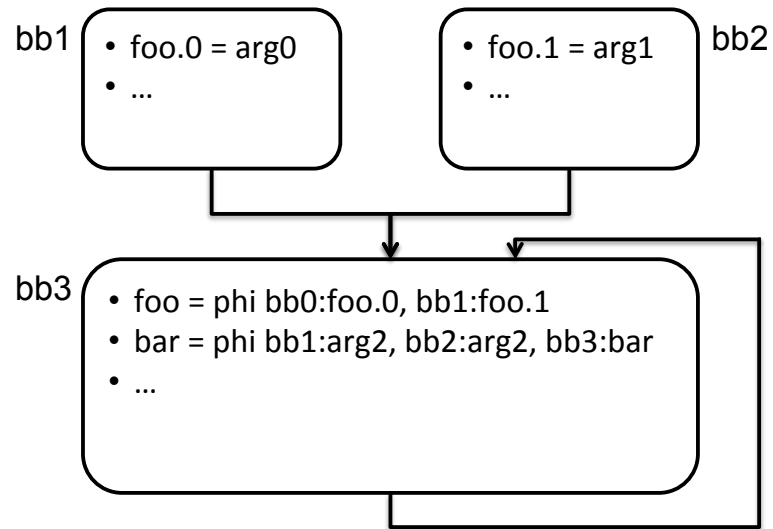 bb1
• foo.0 = arg0
• ...
• foo.1 = arg1
• ...
bb2
bb3
• foo = phi bb0:foo.0, bb1:foo.1
• bar = phi bb1:arg2, bb2:arg2, bb3:bar
• ...